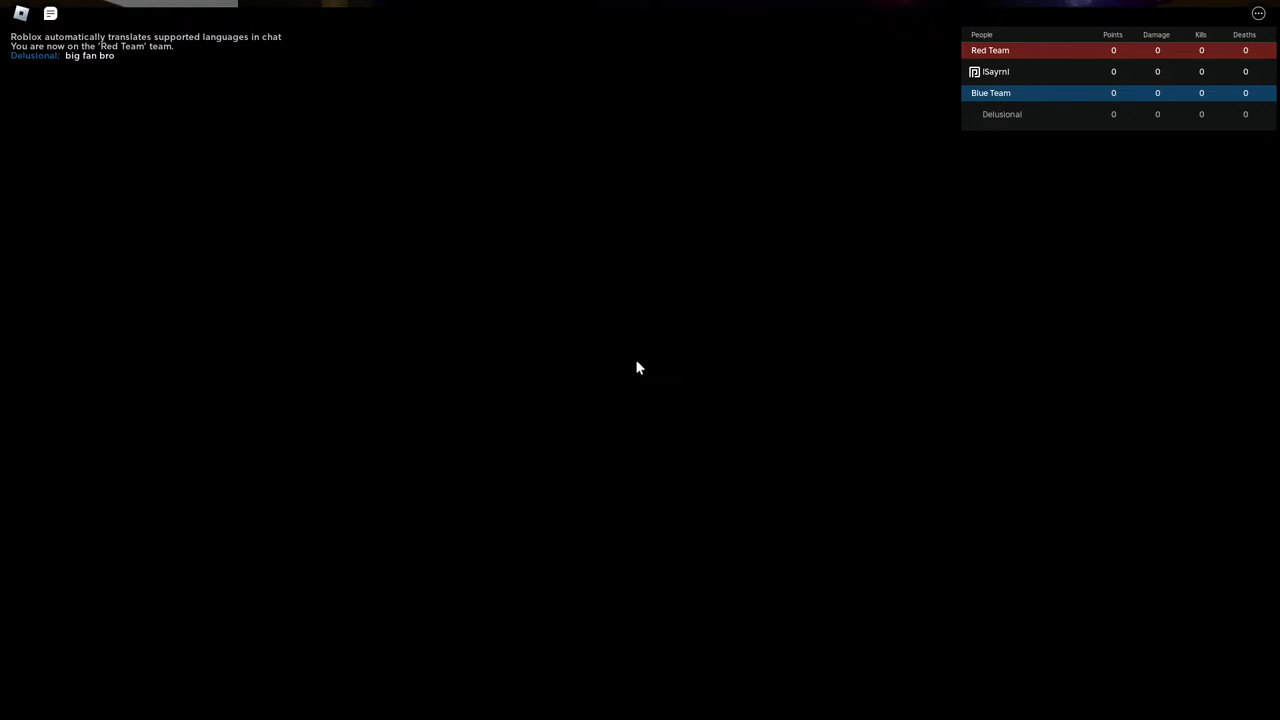 Roblox automatically translates supported languages in chat
You are now on the 'Red Team' team.
Delusional: big fan bro
People Points Damage Kills Deaths
Red Team 0 0 0 0
ISayrnI 0 0 0 0
Blue Team 0 0 0 0
Delusional 0 0 0 0